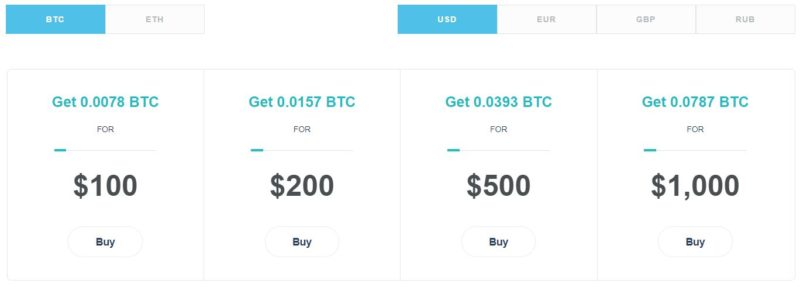 BTC ETH USD EUR GBP RUB
Get 0.0078 BTC Get 0.0157 BTC Get 0.0393 BTC Get 0.0787 BTC
FOR FOR FOR FOR
$100 $200 $500 $1,000
Buy Buy Buy Buy